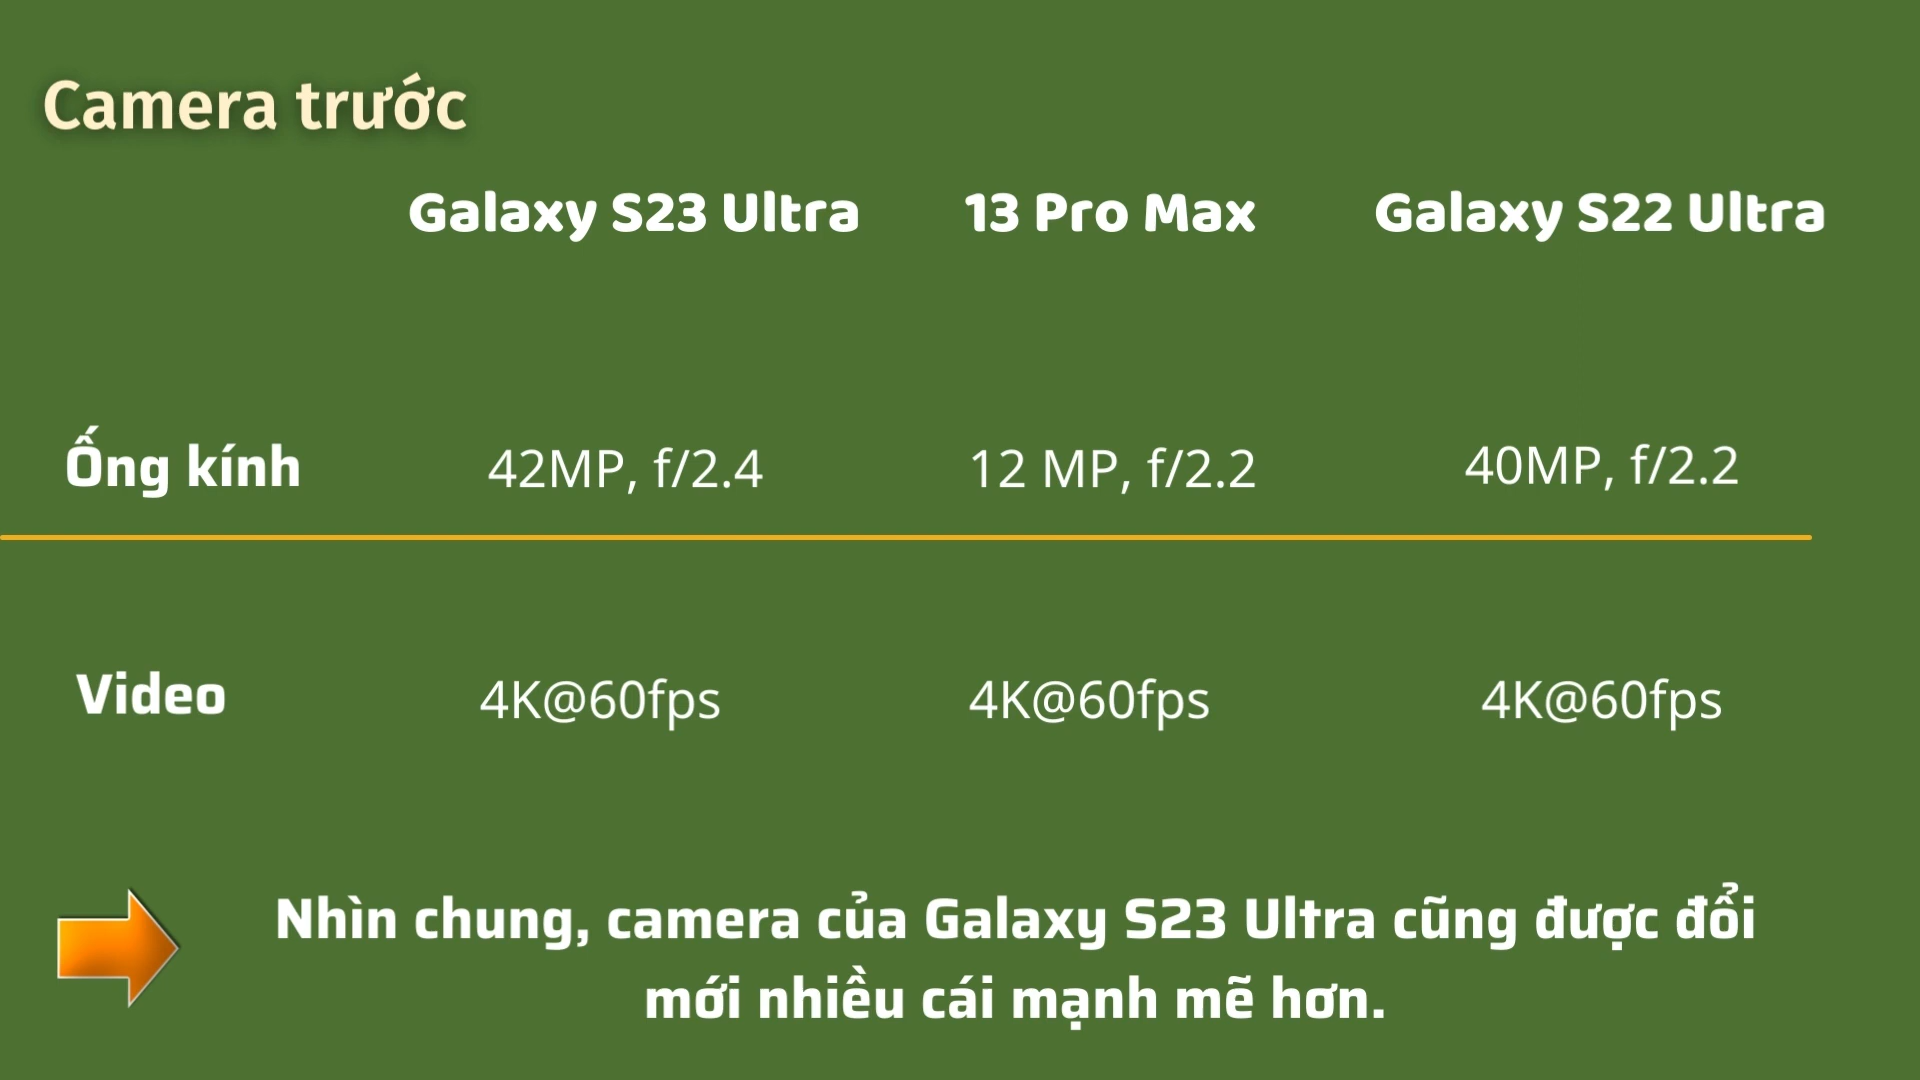 Camera trước
Galaxy S23 Ultra 13 Pro Max Galaxy S22 Ultra
Ống kính 42MP, f/2.4 12 MP, f/2.2 40MP, f/2.2
Video 4K@60fps 4K@60fps 4K@60fps
Nhìn chung, camera của Galaxy S23 Ultra cũng được đổi
mới nhiều cái mạnh mẽ hơn.